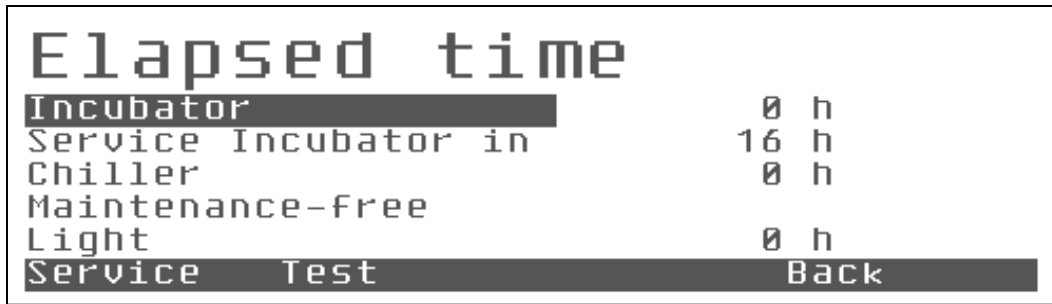 Elapsed time
Incubator 0 h
Service Incubator in 16 h
Chiller 0 h
Maintenance-free
Light 0 h
Service Test Back